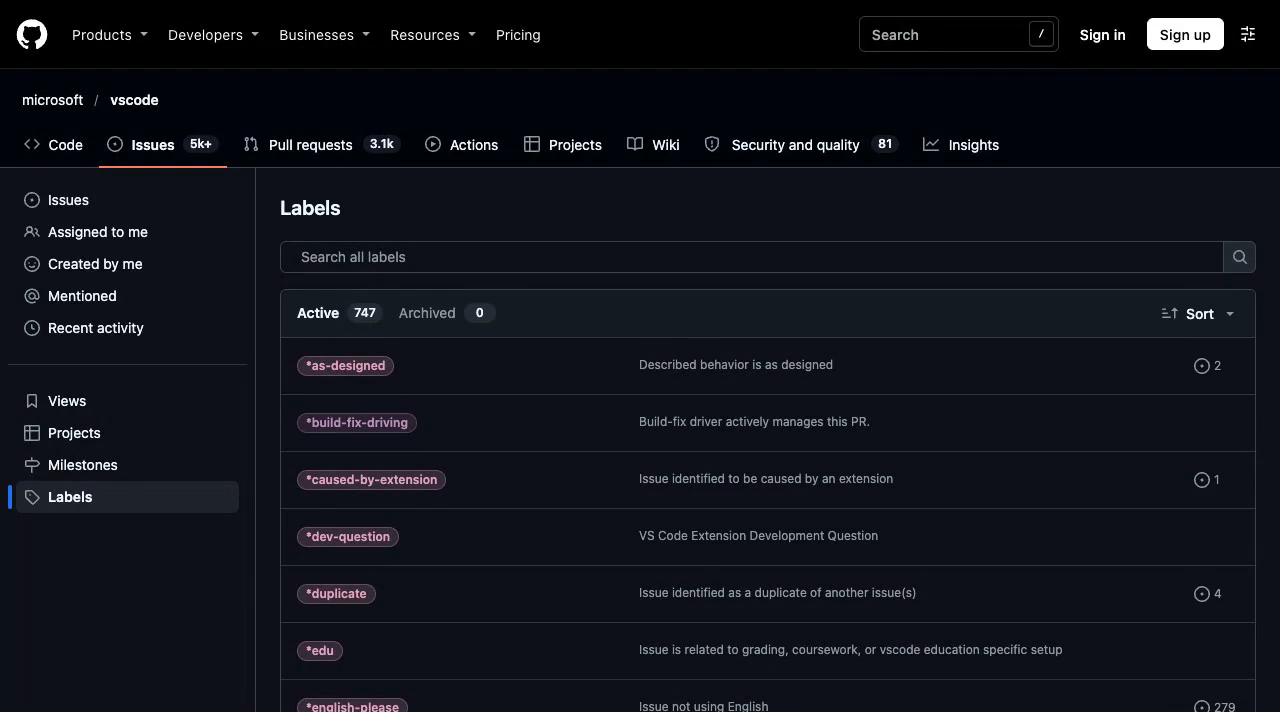 Products Developers Businesses Resources Pricing Search / Sign in Sign up
microsoft / vscode
Code Issues 5k+ Pull requests 3.1k Actions Projects Wiki Security and quality 81 Insights
Issues
Assigned to me
Created by me
Mentioned
Recent activity
Views
Projects
Milestones
Labels
Labels
Search all labels
Active 747 Archived 0 Sort
*as-designed Described behavior is as designed 2
*build-fix-driving Build-fix driver actively manages this PR.
*caused-by-extension Issue identified to be caused by an extension 1
*dev-question VS Code Extension Development Question
*duplicate Issue identified as a duplicate of another issue(s) 4
*edu Issue is related to grading, coursework, or vscode education specific setup
*english-please Issue not using English 279